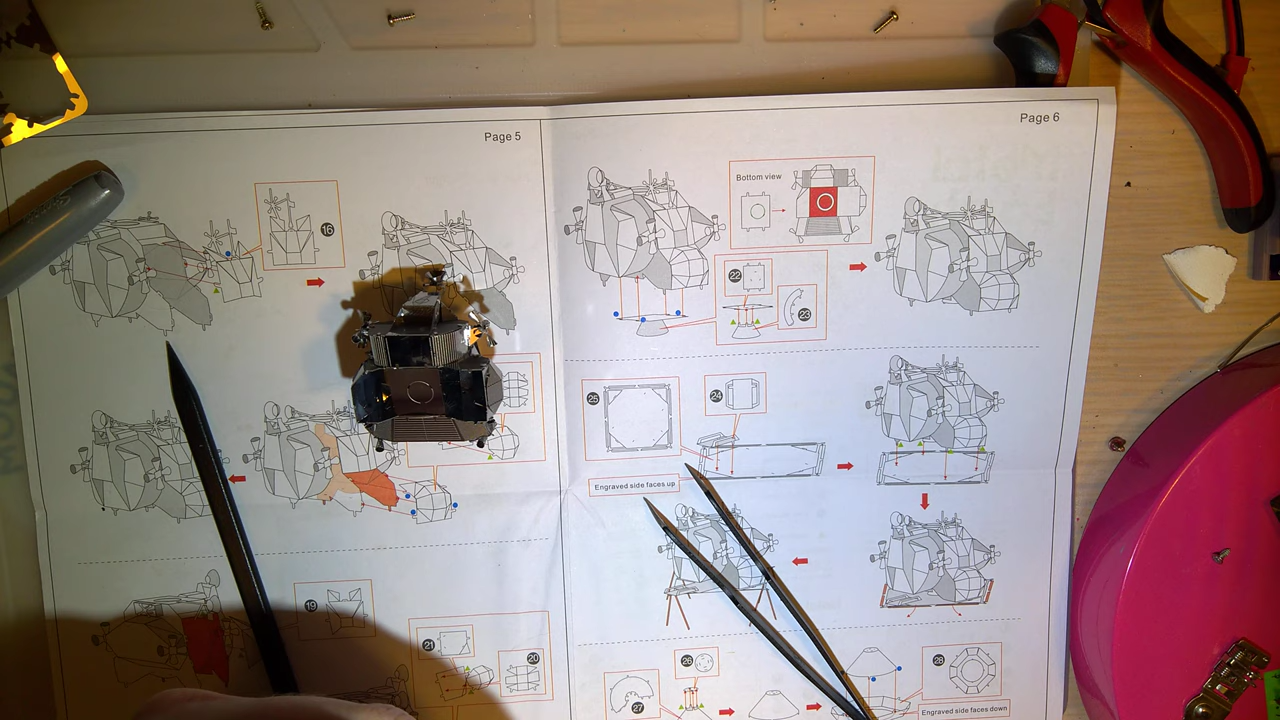 Page 5
Page 6
16
Bottom view
22
23
25
24
Engraved side faces up
19
21
20
26
27
28
Engraved side faces down